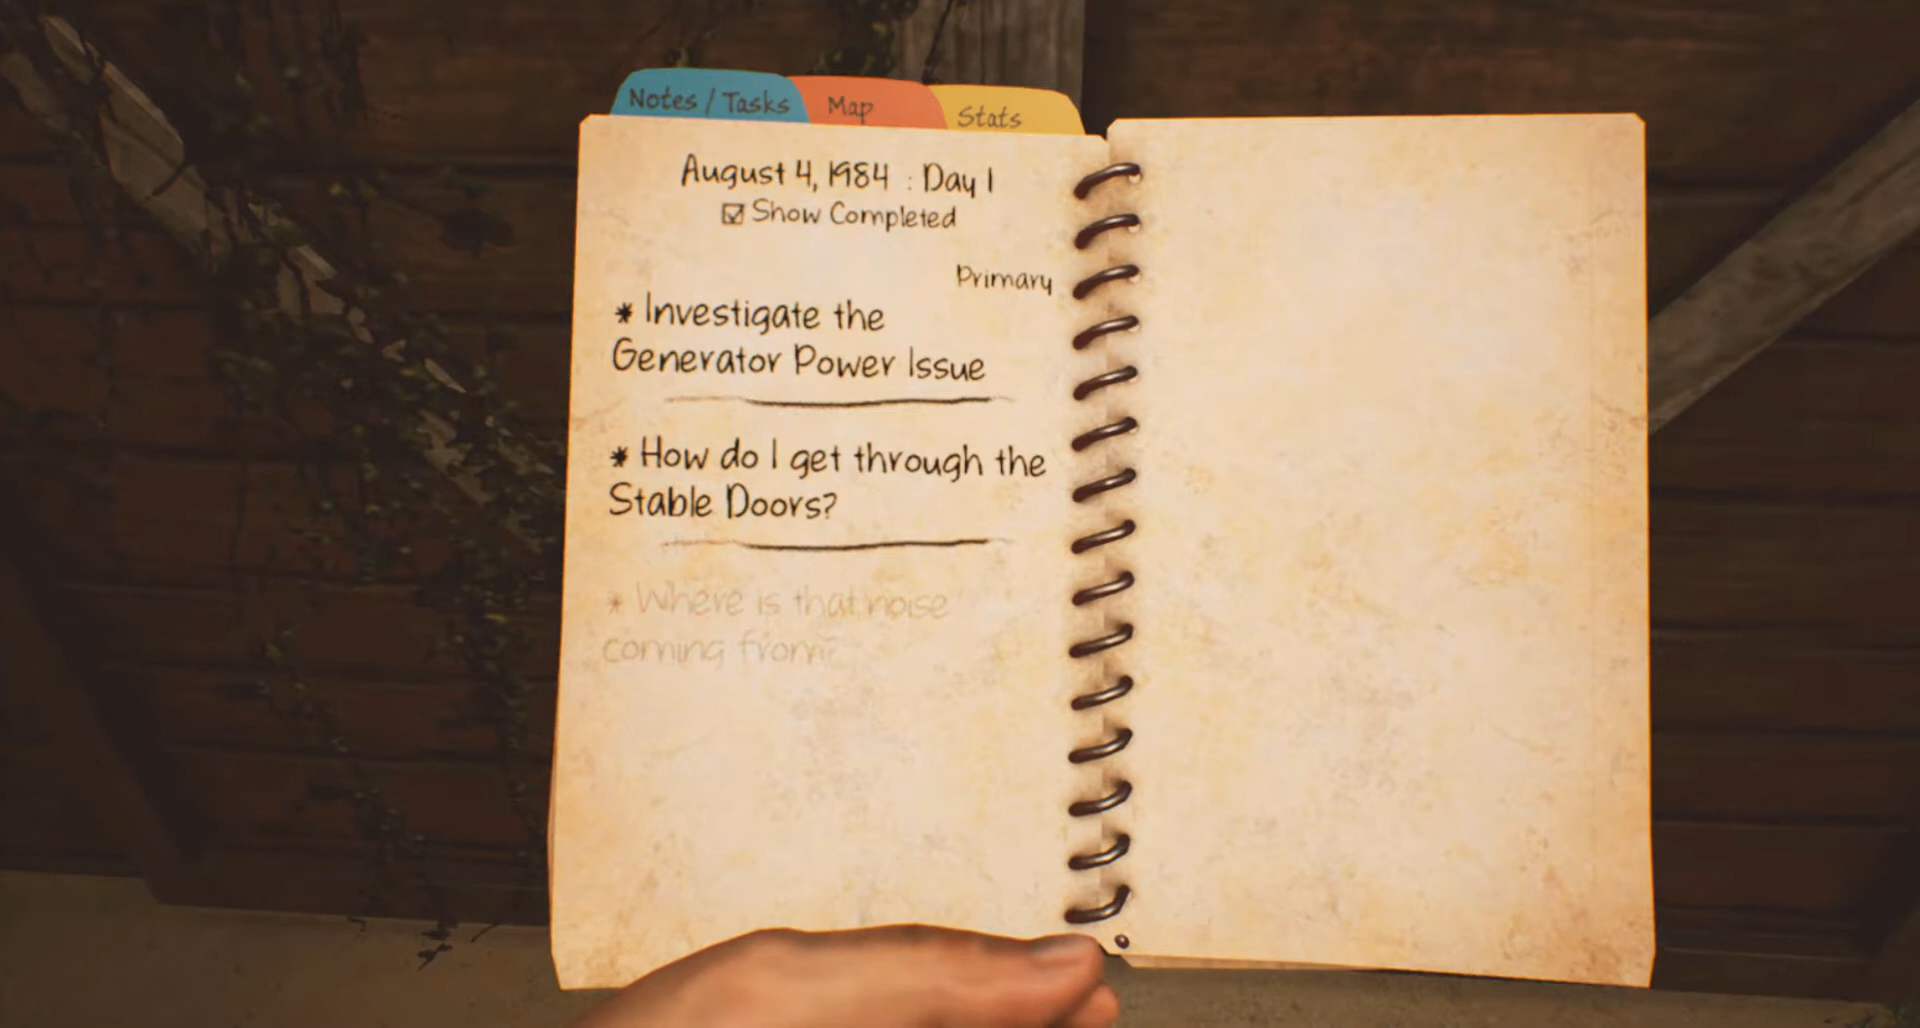 Notes / Tasks Map Stats
August 4, 1984 : Day 1
Show Completed
Primary
* Investigate the
Generator Power Issue
* How do I get through the
Stable Doors?
* Where is that noise
coming from?